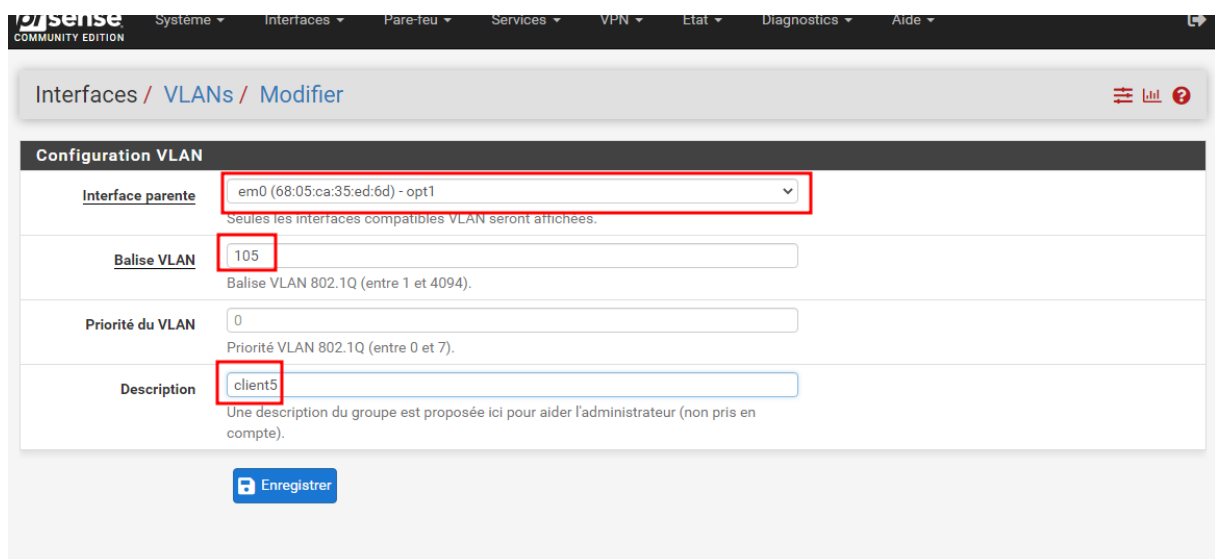 pfsense Système Interfaces Pare-feu Services VPN État Diagnostics Aide
COMMUNITY EDITION
Interfaces / VLANs / Modifier
Configuration VLAN
Interface parente em0 (68:05:ca:35:ed:6d) - opt1
Seules les interfaces compatibles VLAN seront affichées.
Balise VLAN 105
Balise VLAN 802.1Q (entre 1 et 4094).
Priorité du VLAN 0
Priorité VLAN 802.1Q (entre 0 et 7).
Description client5
Une description du groupe est proposée ici pour aider l'administrateur (non pris en
compte).
Enregistrer